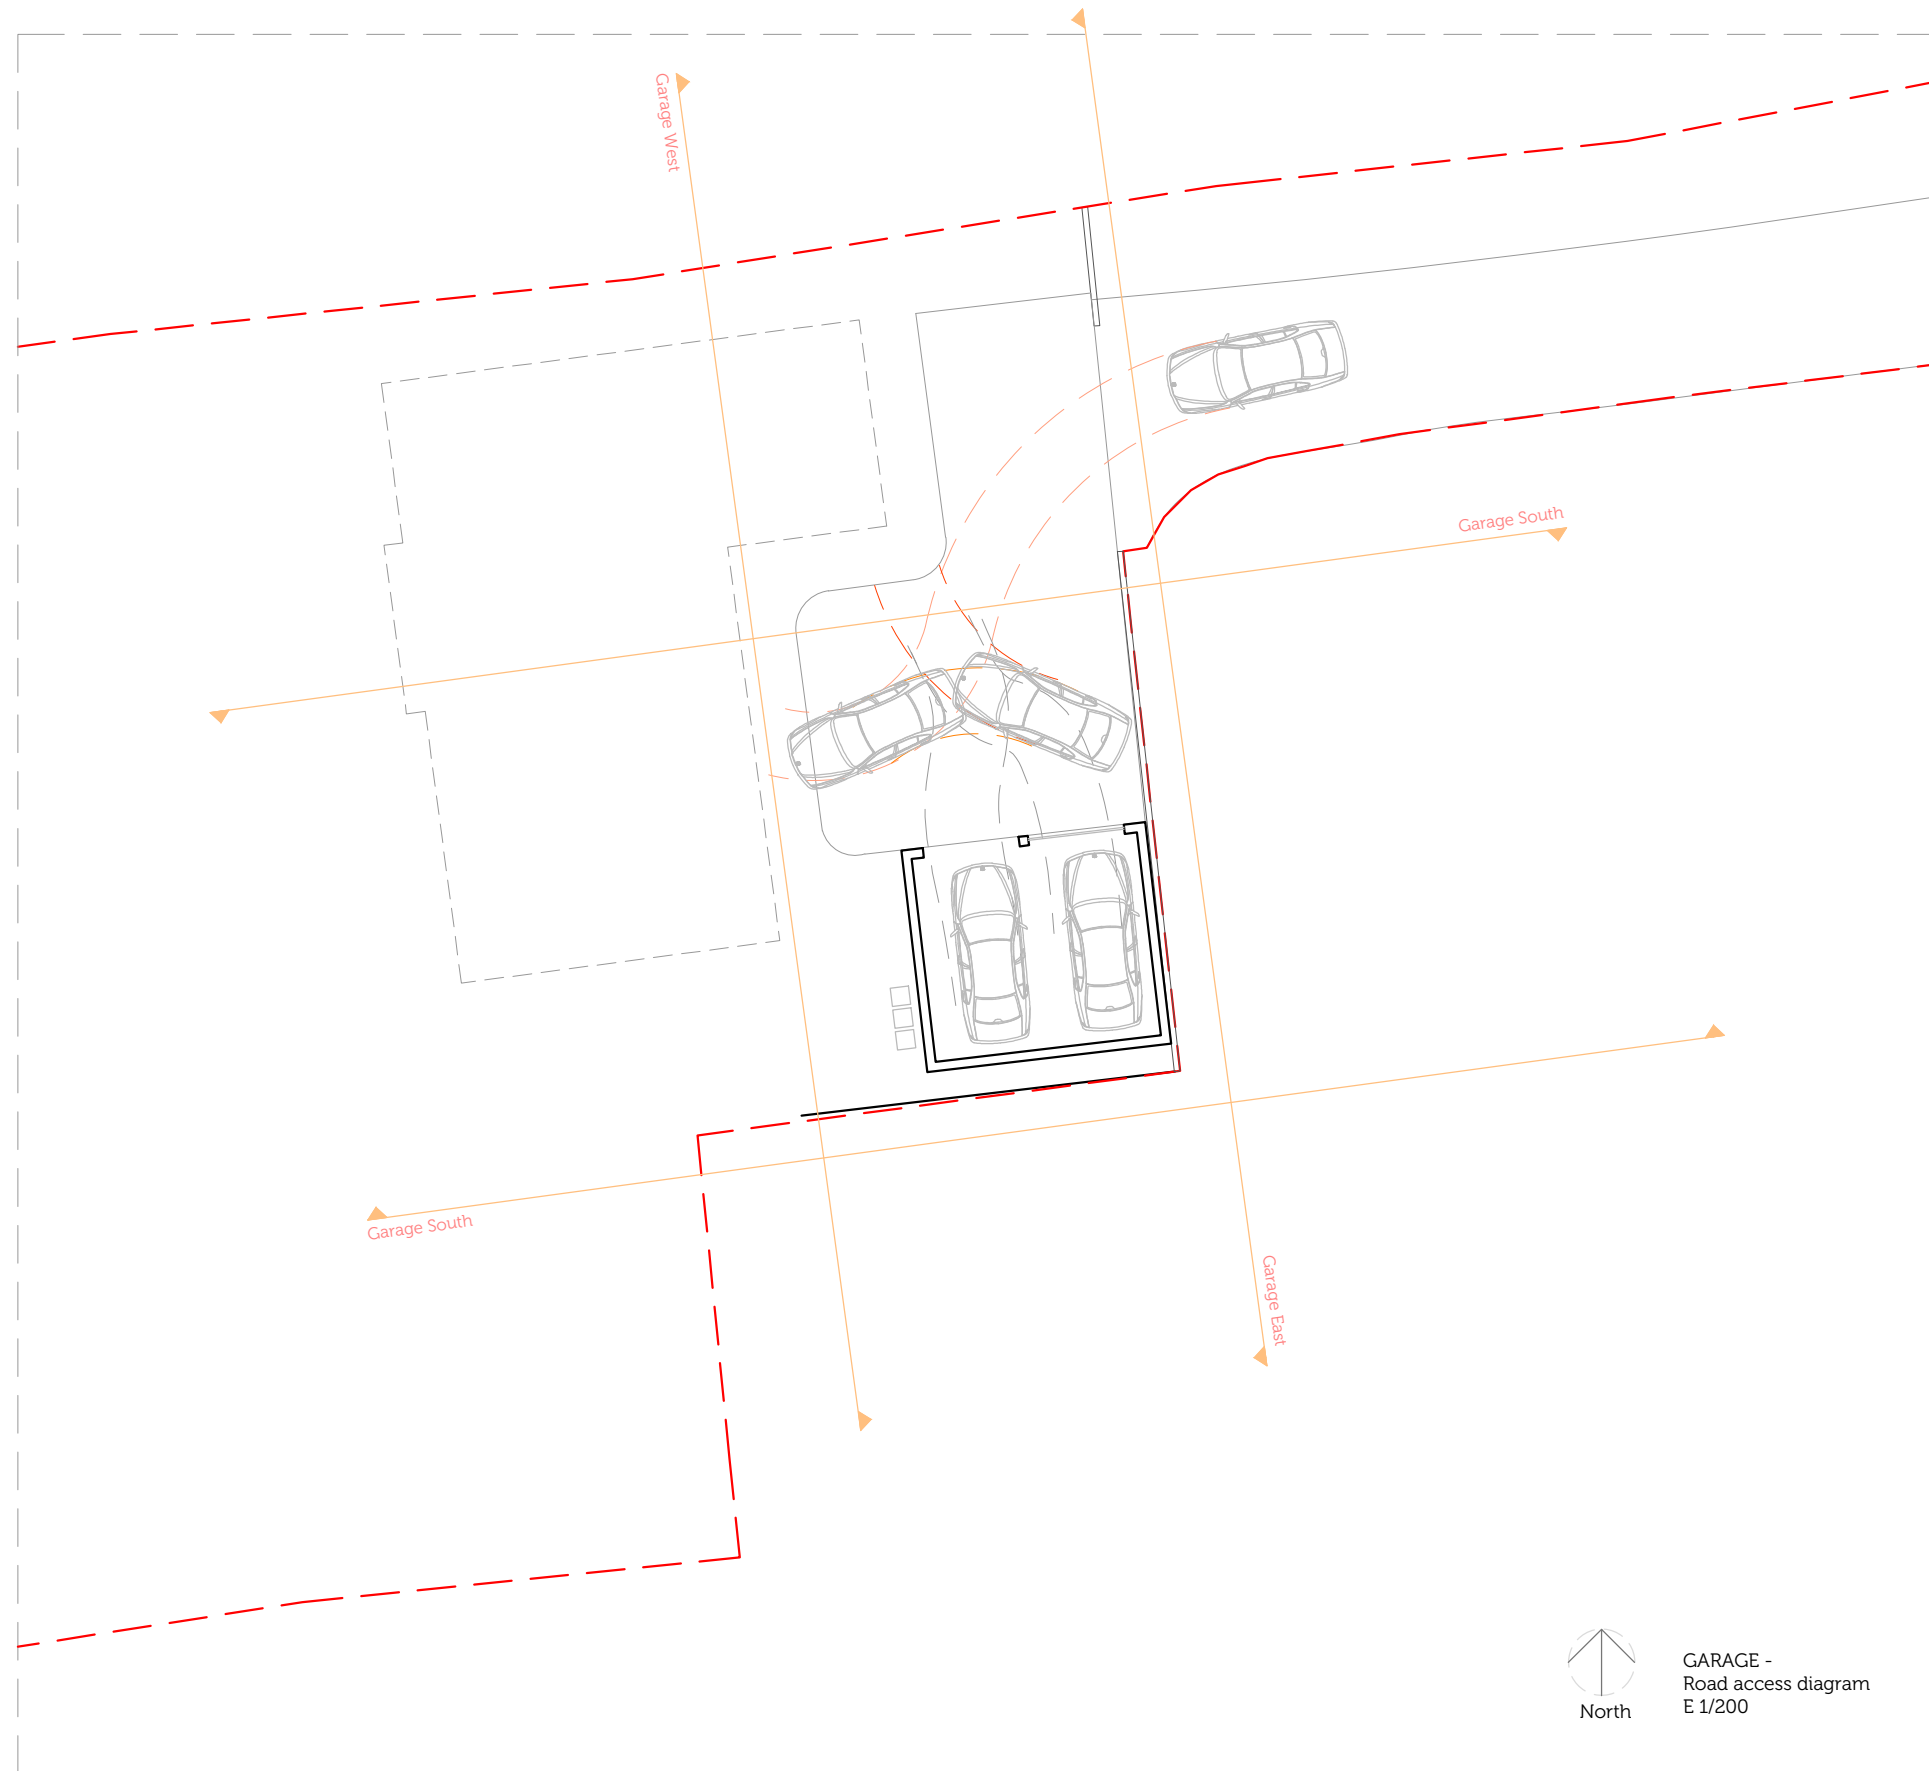 Garage West
Garage South
Garage South
Garage East
North
GARAGE -
Road access diagram
E 1/200